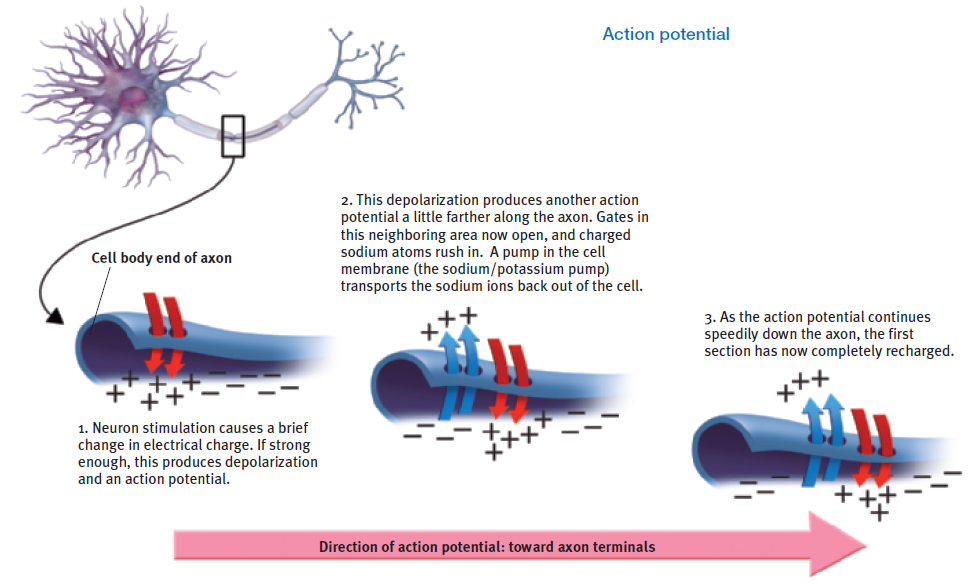 Action potential
2. This depolarization produces another action
potential a little farther along the axon. Gates in
this neighboring area now open, and charged
sodium atoms rush in.  A pump in the cell
membrane (the sodium/potassium pump)
transports the sodium ions back out of the cell.
Cell body end of axon
3. As the action potential continues
speedily down the axon, the first
section has now completely recharged.
1. Neuron stimulation causes a brief
change in electrical charge. If strong
enough, this produces depolarization
and an action potential.
Direction of action potential: toward axon terminals